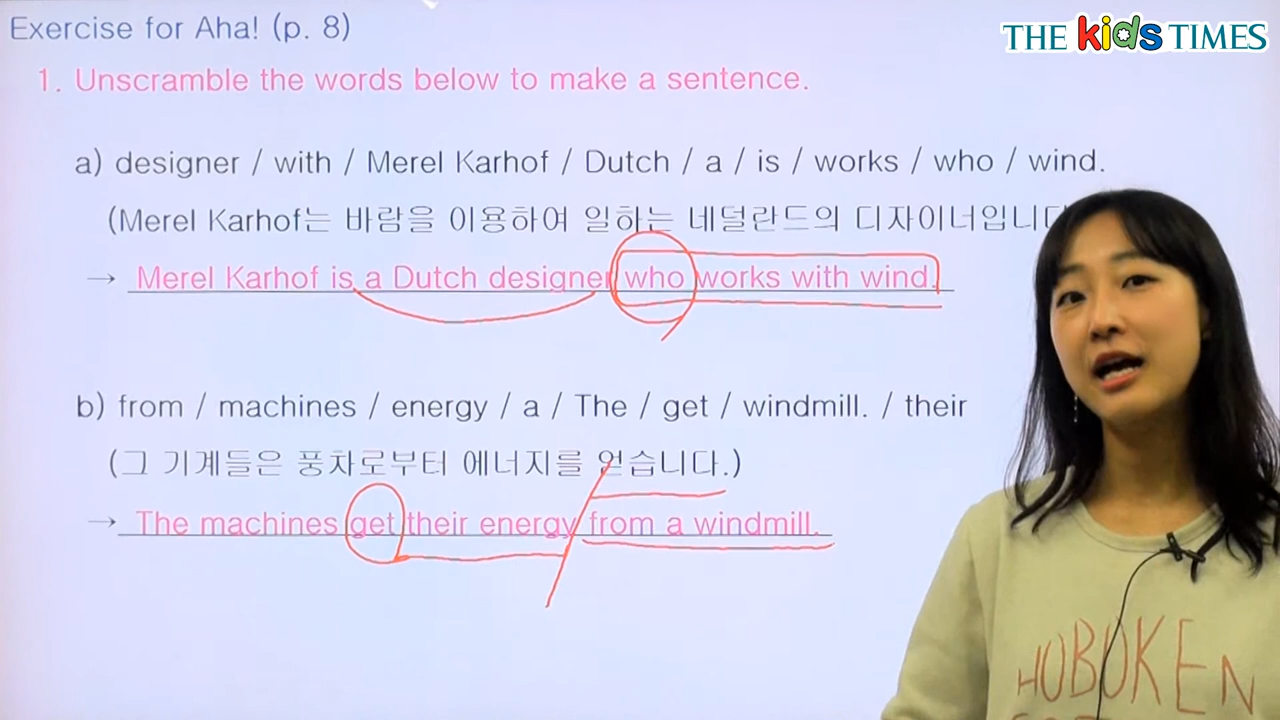 Exercise for Aha! (p. 8)
THE kids TIMES
1. Unscramble the words below to make a sentence.
a) designer / with / Merel Karhof / Dutch / a / is / works / who / wind.
(Merel Karhof는 바람을 이용하여 일하는 네덜란드의 디자이너입니다
→ Merel Karhof is a Dutch designer who works with wind.
b) from / machines / energy / a / The / get / windmill. / their
(그 기계들은 풍차로부터 에너지를 얻습니다.)
→ The machines get their energy from a windmill.
HOBOKEN